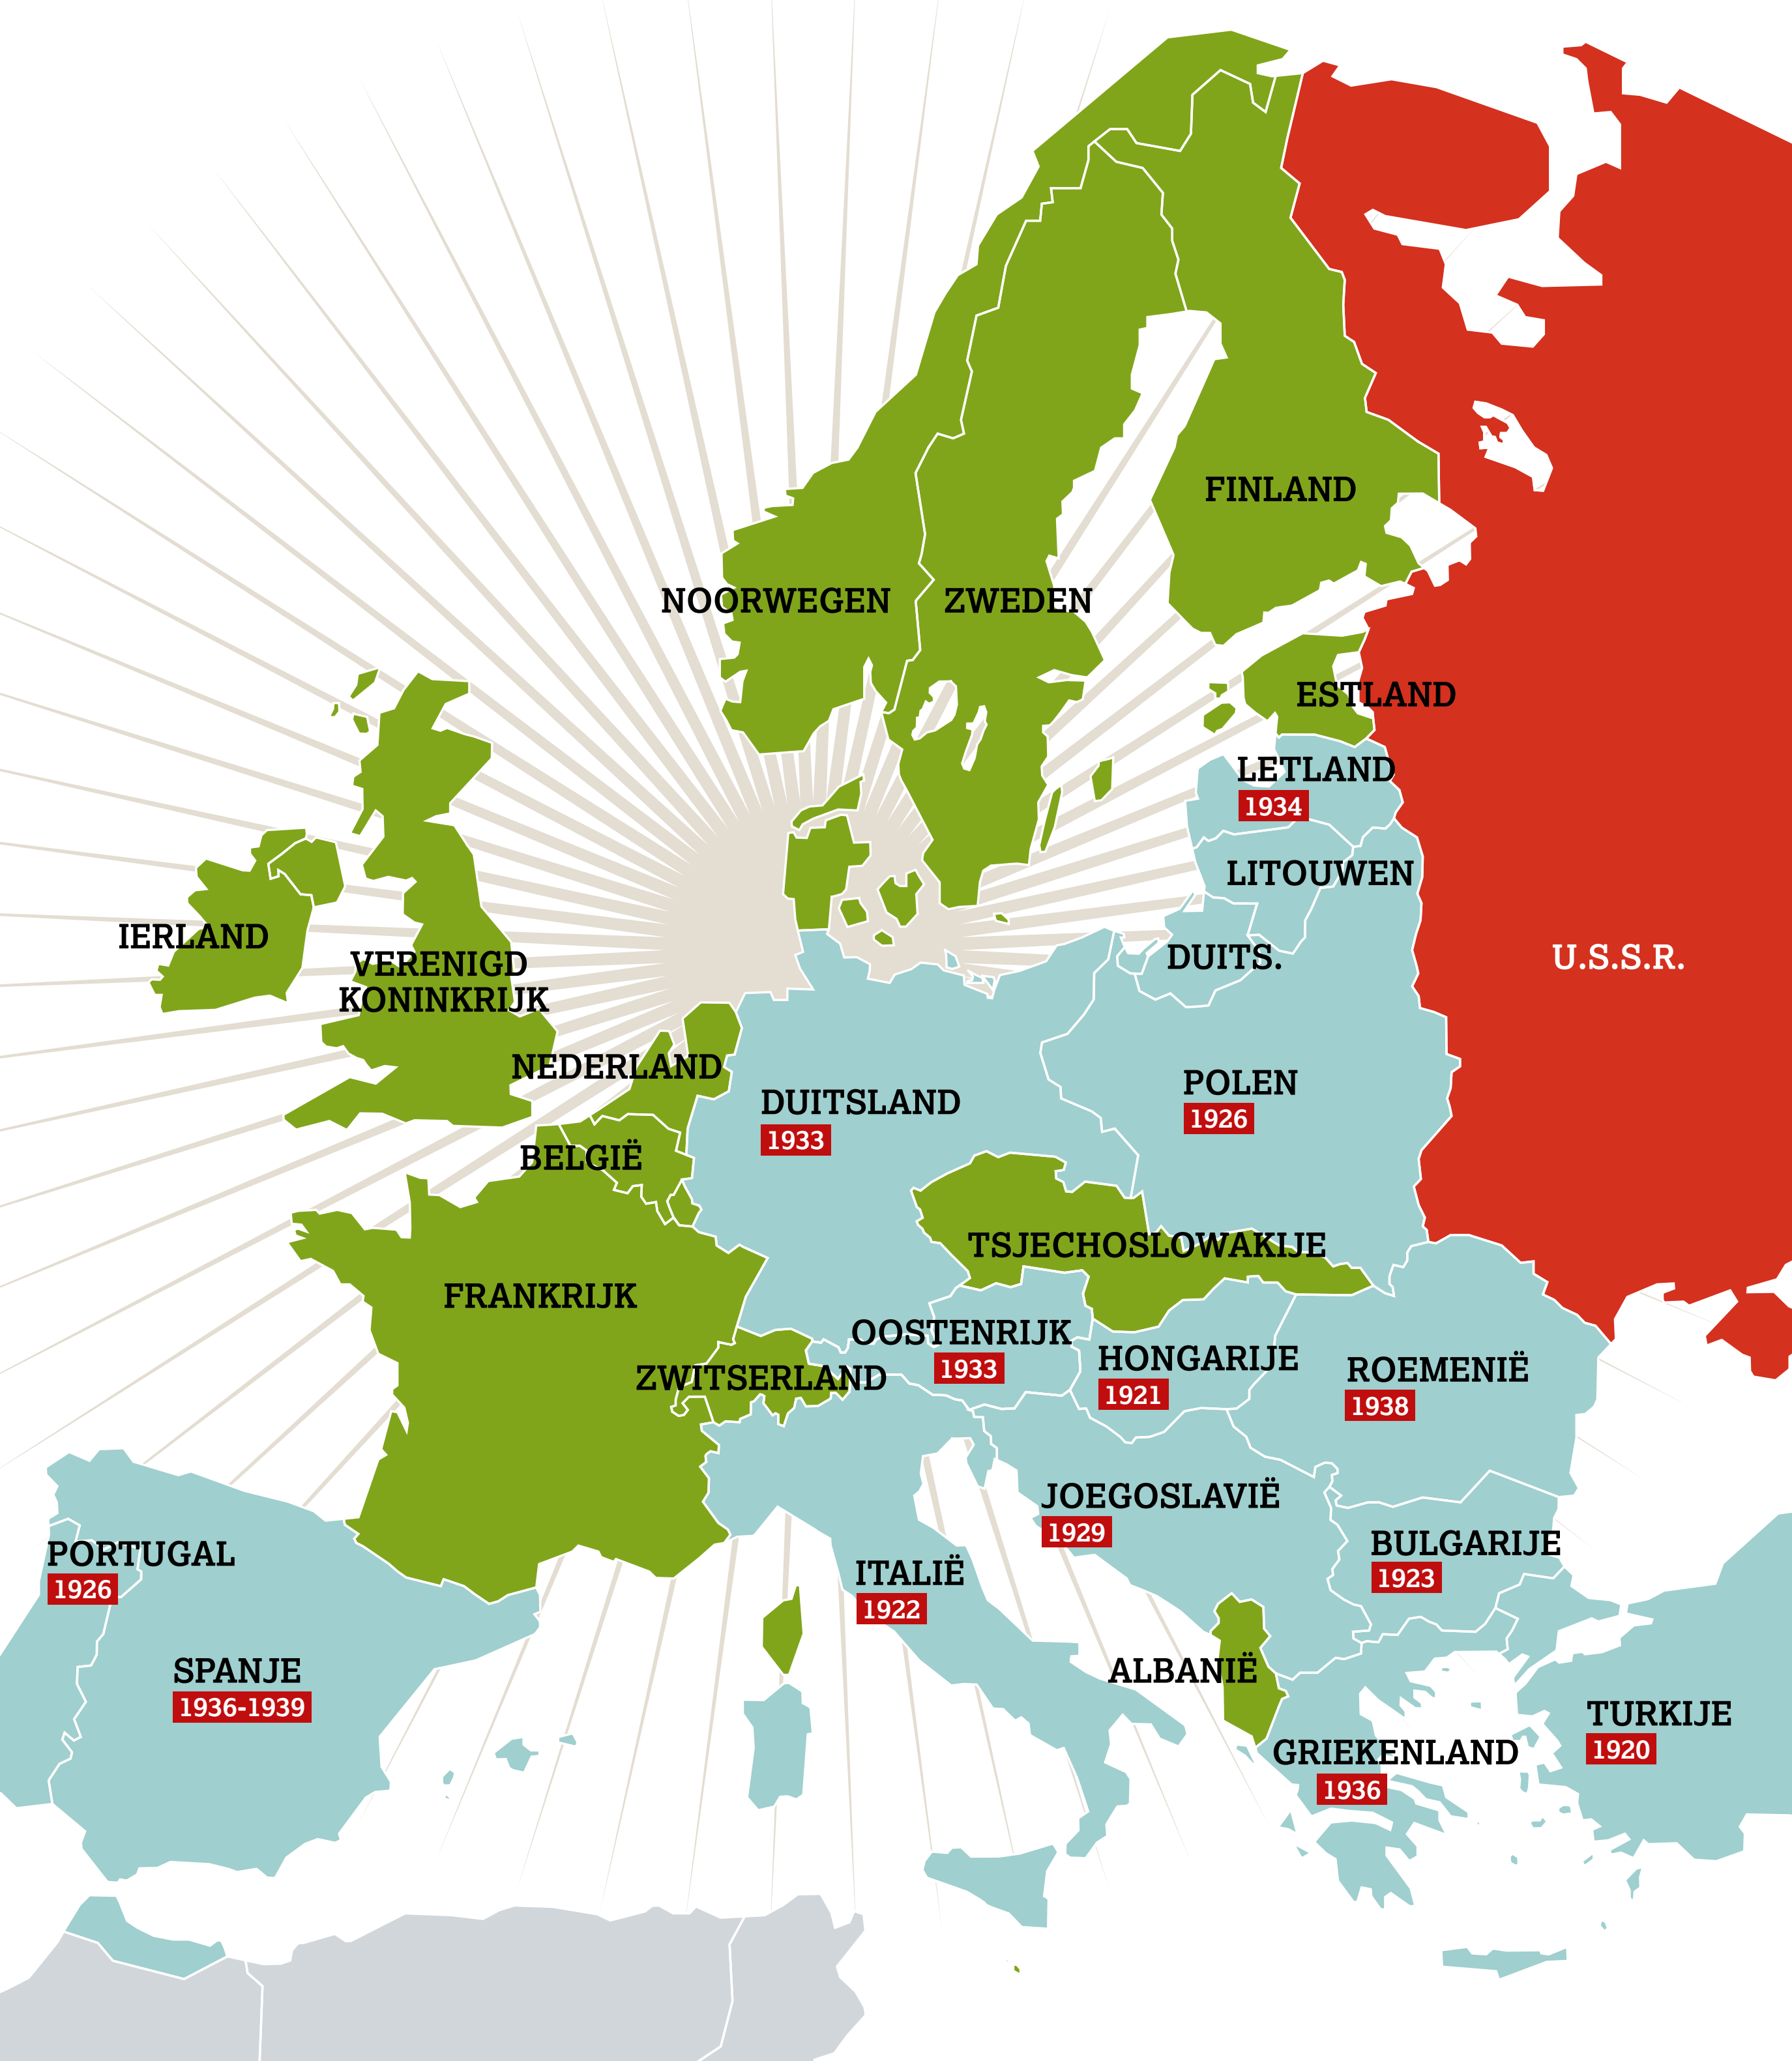 FINLAND
NOORWEGEN
ZWEDEN
ESTLAND
LETLAND
1934
LITOUWEN
IERLAND
VERENIGD
KONINKRIJK
DUITS.
U.S.S.R.
NEDERLAND
DUITSLAND
1933
POLEN
1926
BELGIË
TSJECHOSLOWAKIJE
FRANKRIJK
OOSTENRIJK
1933
ZWITSERLAND
HONGARIJE
1921
ROEMENIË
1938
JOEGOSLAVIË
1929
PORTUGAL
1926
BULGARIJE
1923
ITALIË
1922
SPANJE
1936-1939
ALBANIË
TURKIJE
1920
GRIEKENLAND
1936